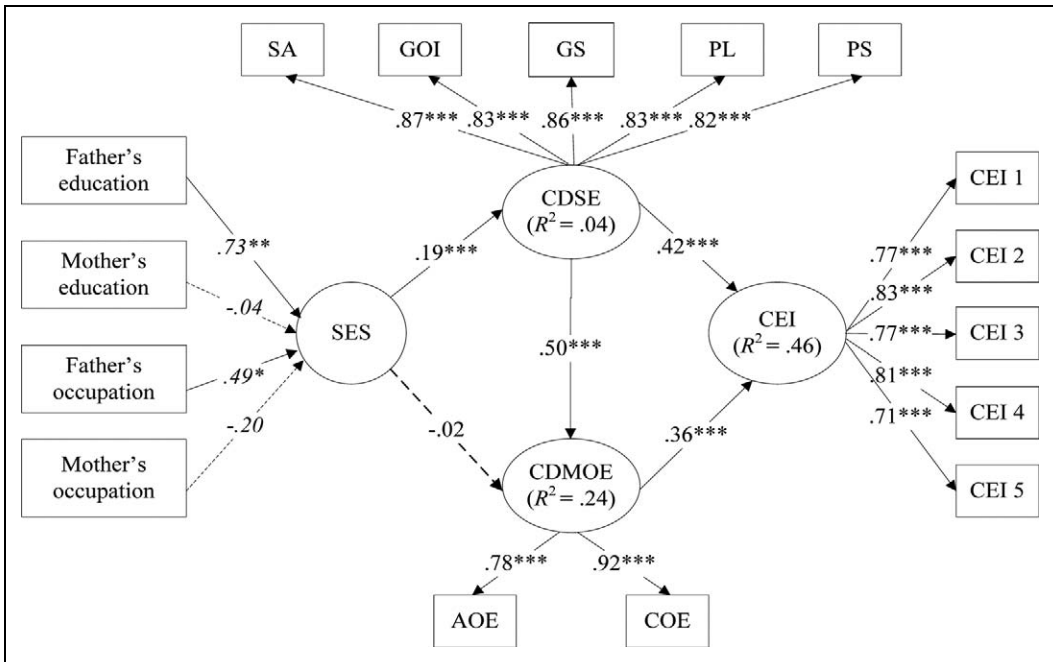 SA GOI GS PL PS
.87*** .83*** .86*** .83*** .82***
Father's
education
Mother's
education
Father's
occupation
Mother's
occupation
.73**
-.04
.49*
-.20
SES
.19***
-.02
CDSE
(R² = .04)
.50***
CDMOE
(R² = .24)
.42***
.36***
CEI
(R² = .46)
.77***
.83***
.77***
.81***
.71***
CEI 1
CEI 2
CEI 3
CEI 4
CEI 5
.78*** .92***
AOE COE